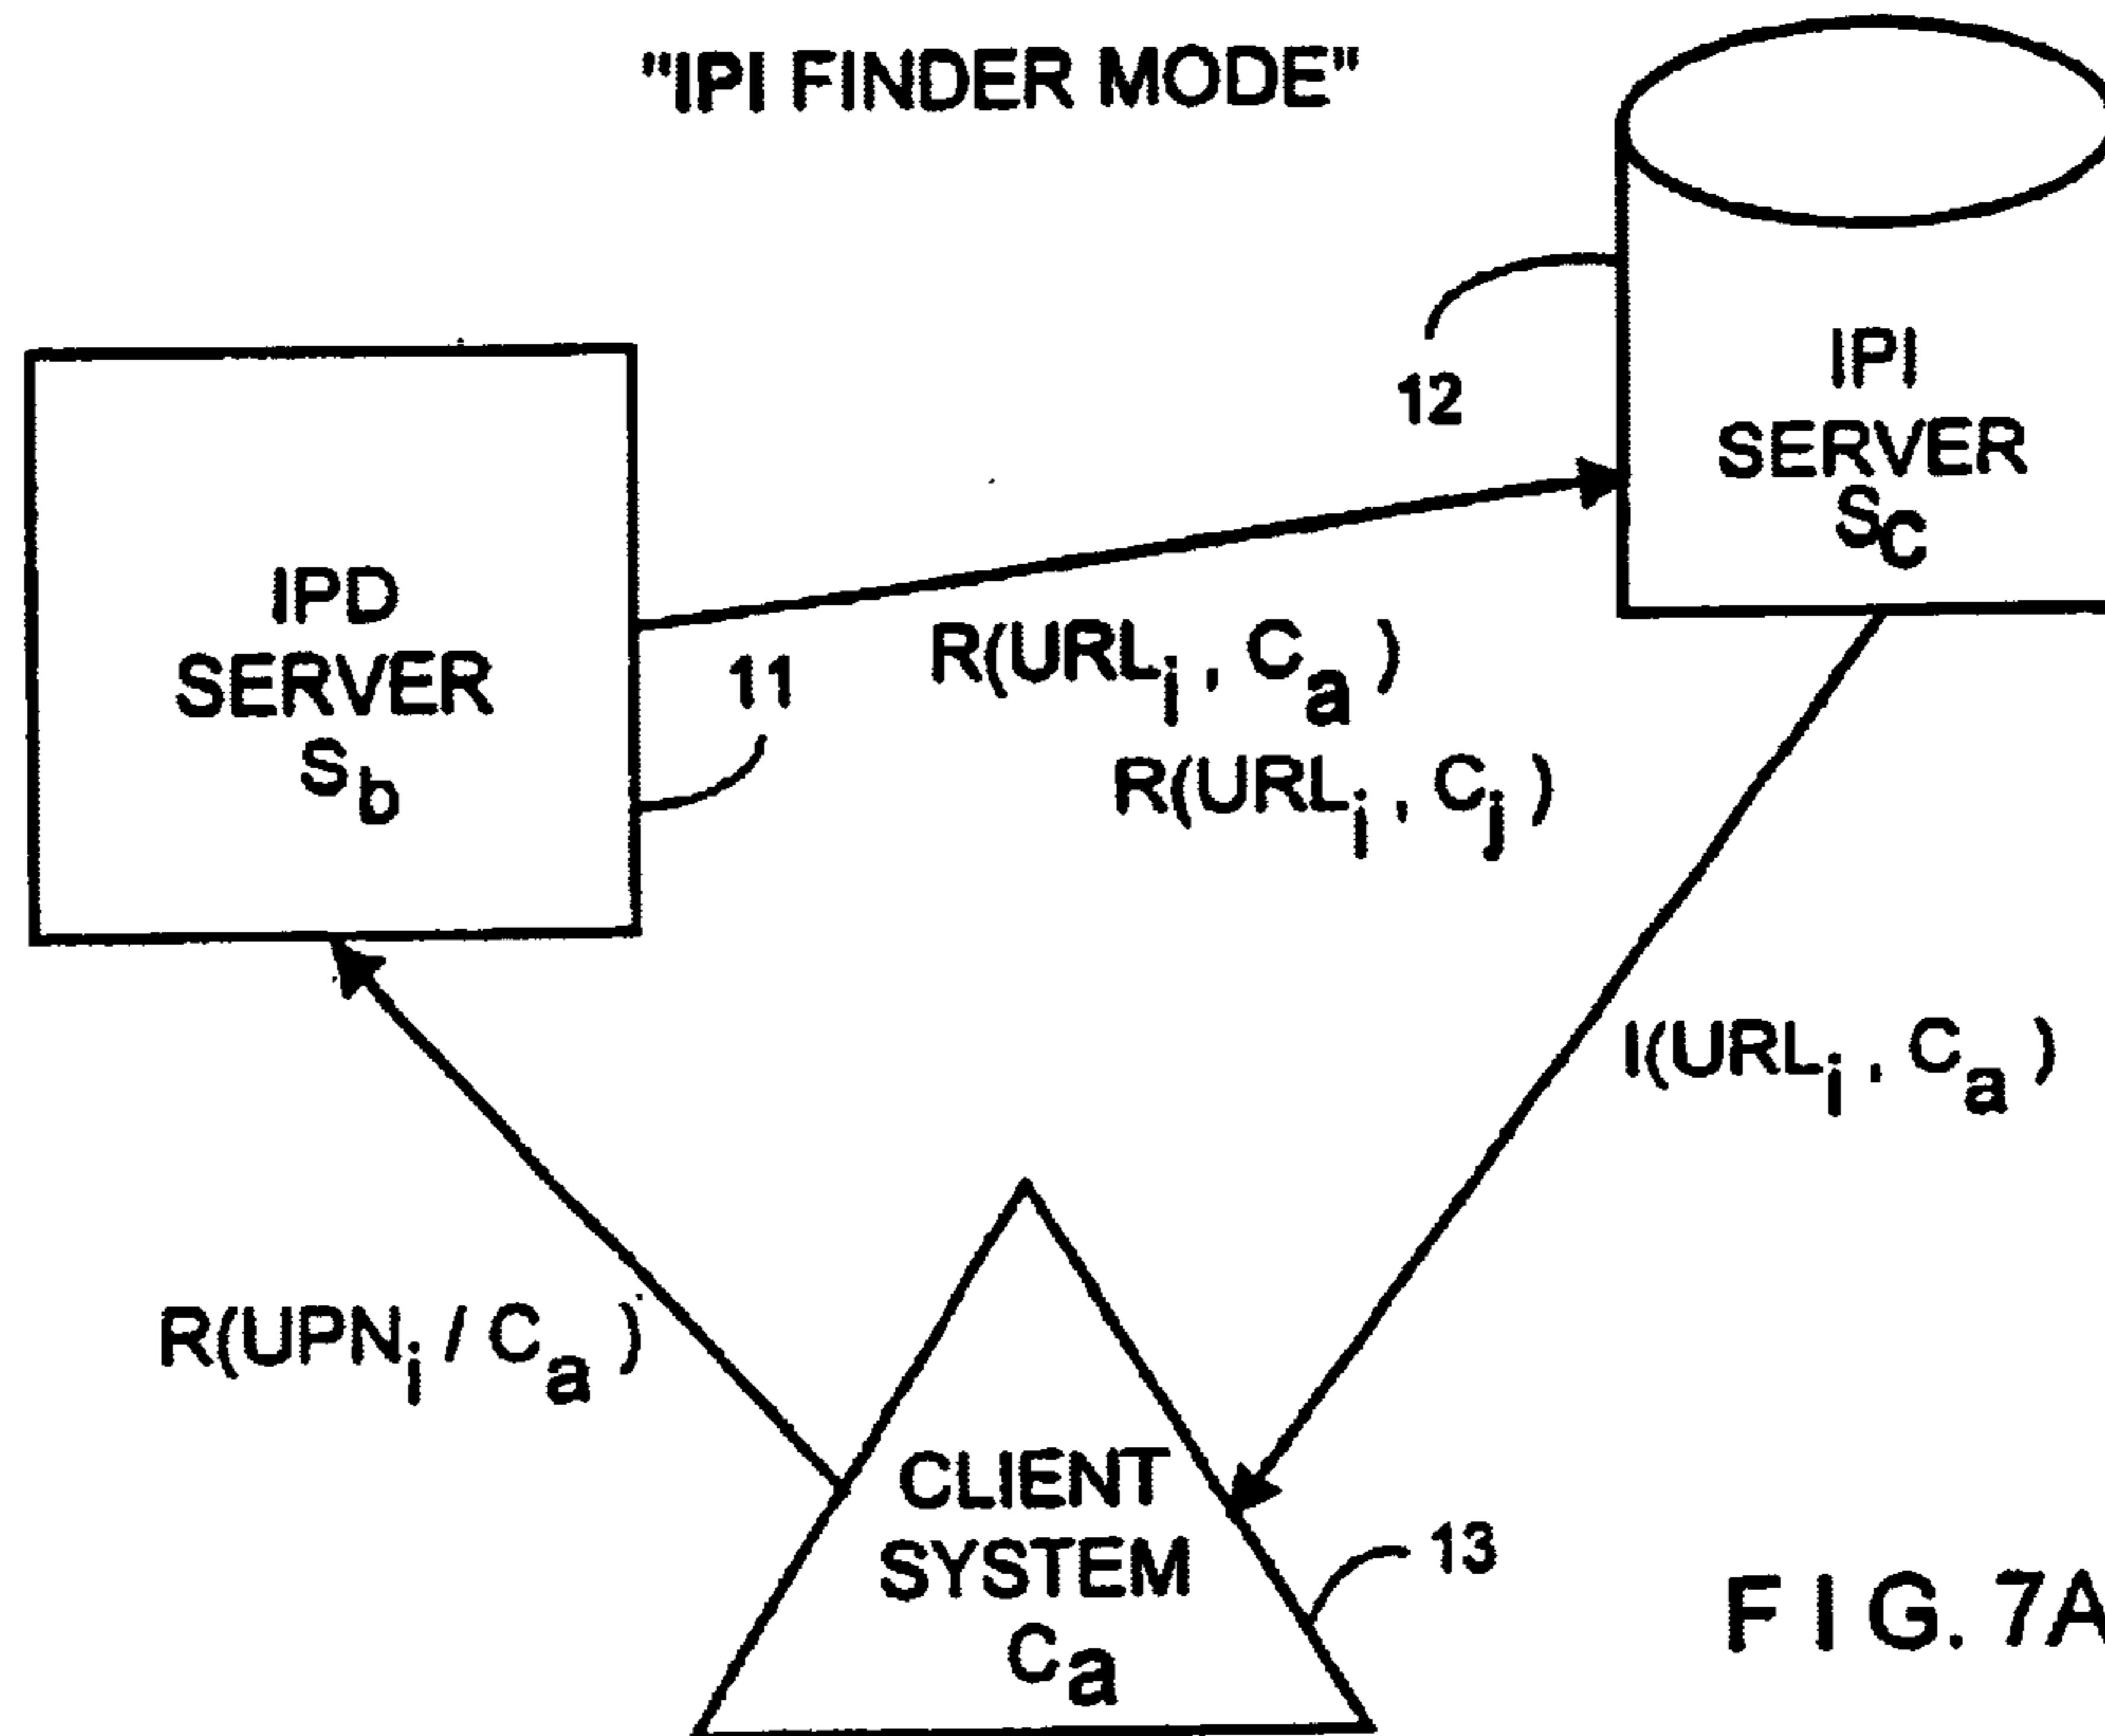 "IPI FINDER MODE"
12
IPI
SERVER
Sc
IPD
SERVER
Sb
11
R(URLi, Ca)
R(URLi, Cj)
I(URLi, Ca)
R(UPNi / Ca)
CLIENT
SYSTEM
Ca
13
FIG. 7A